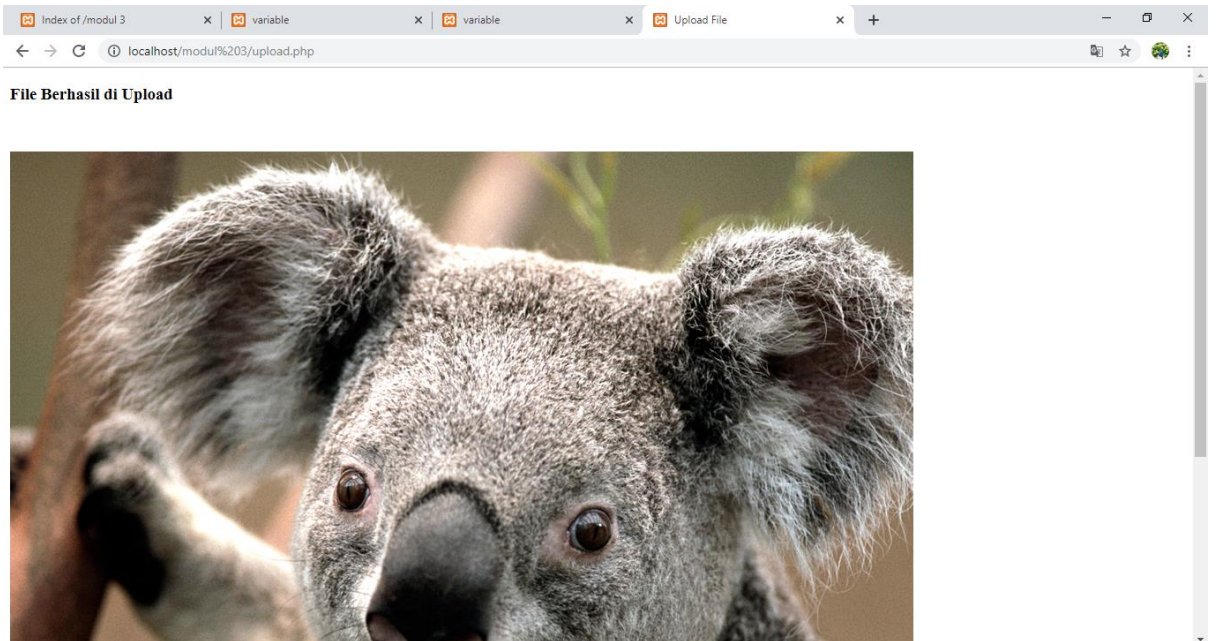 Index of /modul 3
variable
variable
Upload File
localhost/modul%203/upload.php
File Berhasil di Upload